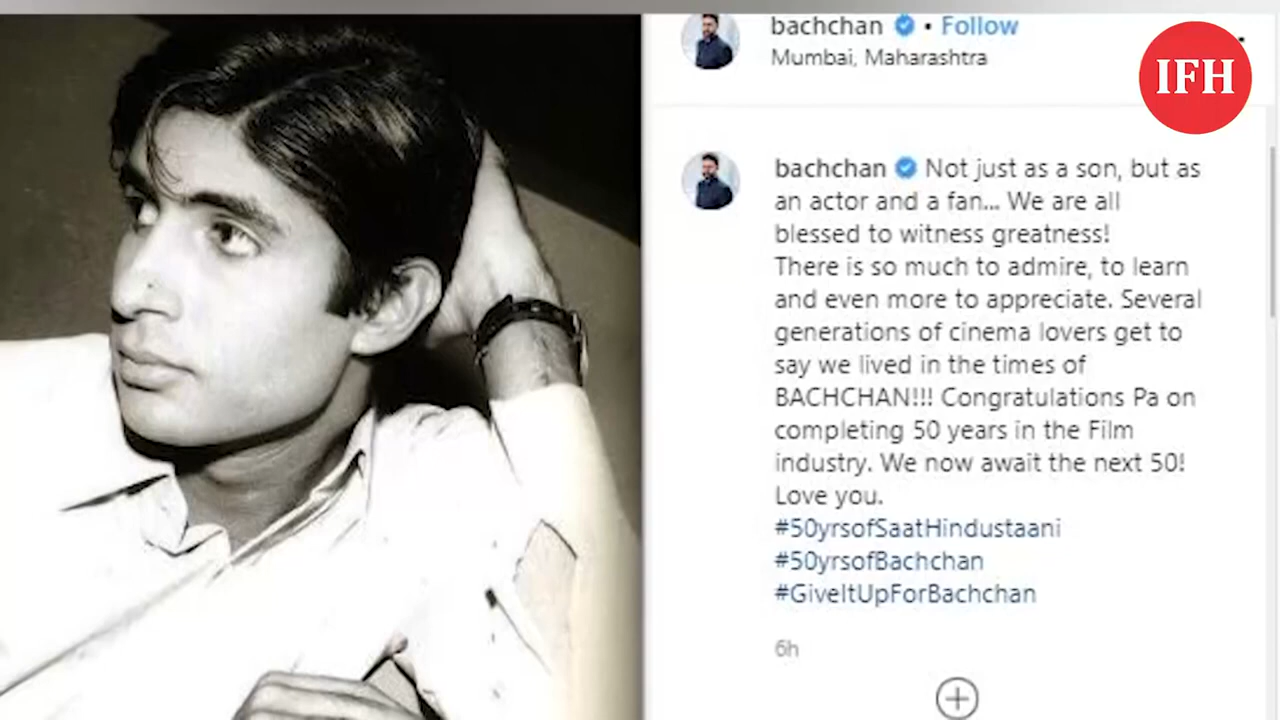 bachchan • Follow
Mumbai, Maharashtra
IFH
bachchan Not just as a son, but as
an actor and a fan... We are all
blessed to witness greatness!
There is so much to admire, to learn
and even more to appreciate. Several
generations of cinema lovers get to
say we lived in the times of
BACHCHAN!!! Congratulations Pa on
completing 50 years in the Film
industry. We now await the next 50!
Love you.
#50yrsofSaatHindustaani
#50yrsofBachchan
#GiveItUpForBachchan
6h